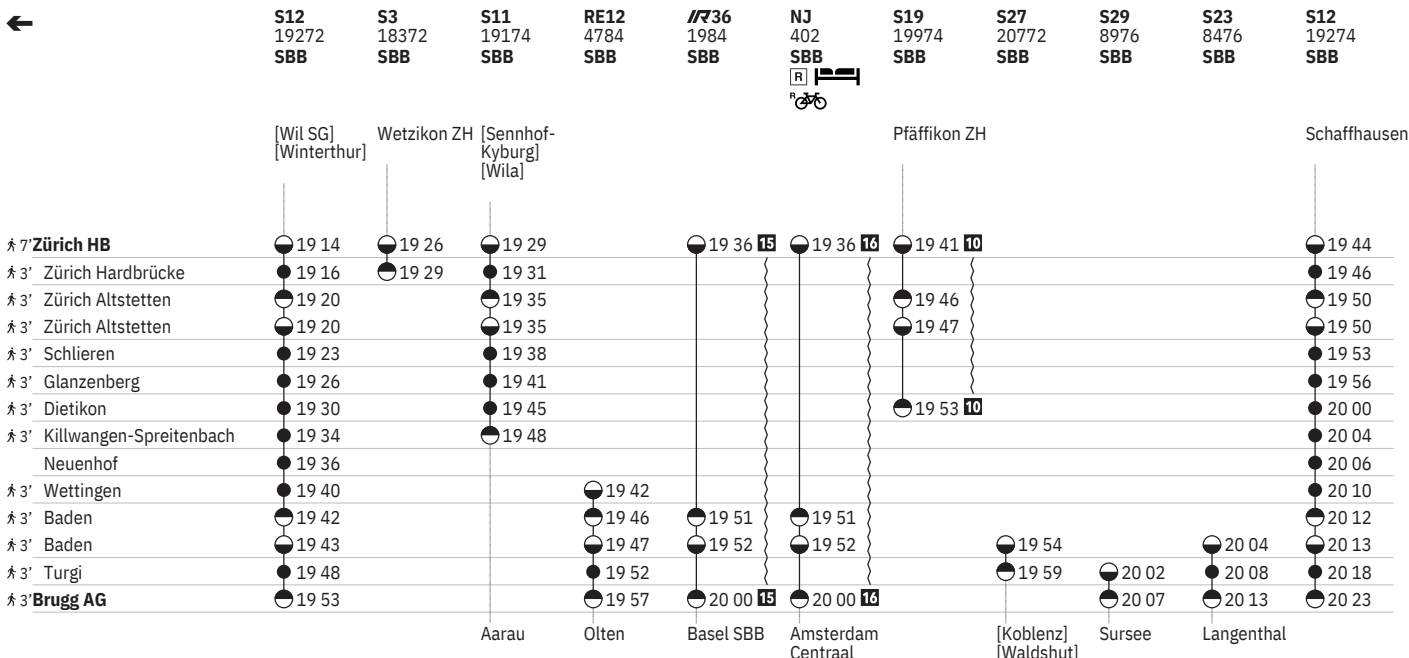 S12 S3 S11 RE12 IR36 NJ S19 S27 S29 S23 S12
19272 18372 19174 4784 1984 402 19974 20772 8976 8476 19274
SBB SBB SBB SBB SBB SBB SBB SBB SBB SBB SBB
R
R
[Wil SG] Wetzikon ZH [Sennhof- Pfäffikon ZH Schaffhausen
[Winterthur] Kyburg]
[Wila]
7’ Zürich HB 19 14 19 26 19 29 19 36 15 19 36 16 19 41 10 19 44
3’ Zürich Hardbrücke 19 16 19 29 19 31 19 46
3’ Zürich Altstetten 19 20 19 35 19 46 19 50
3’ Zürich Altstetten 19 20 19 35 19 47 19 50
3’ Schlieren 19 23 19 38 19 53
3’ Glanzenberg 19 26 19 41 19 56
3’ Dietikon 19 30 19 45 19 53 10 20 00
3’ Killwangen-Spreitenbach 19 34 19 48 20 04
Neuenhof 19 36 20 06
3’ Wettingen 19 40 19 42 20 10
3’ Baden 19 42 19 46 19 51 19 51 20 12
3’ Baden 19 43 19 47 19 52 19 52 19 54 20 04 20 13
3’ Turgi 19 48 19 52 19 59 20 02 20 08 20 18
3’ Brugg AG 19 53 19 57 20 00 15 20 00 16 20 07 20 13 20 23
Aarau Olten Basel SBB Amsterdam [Koblenz] Sursee Langenthal
Centraal [Waldshut]